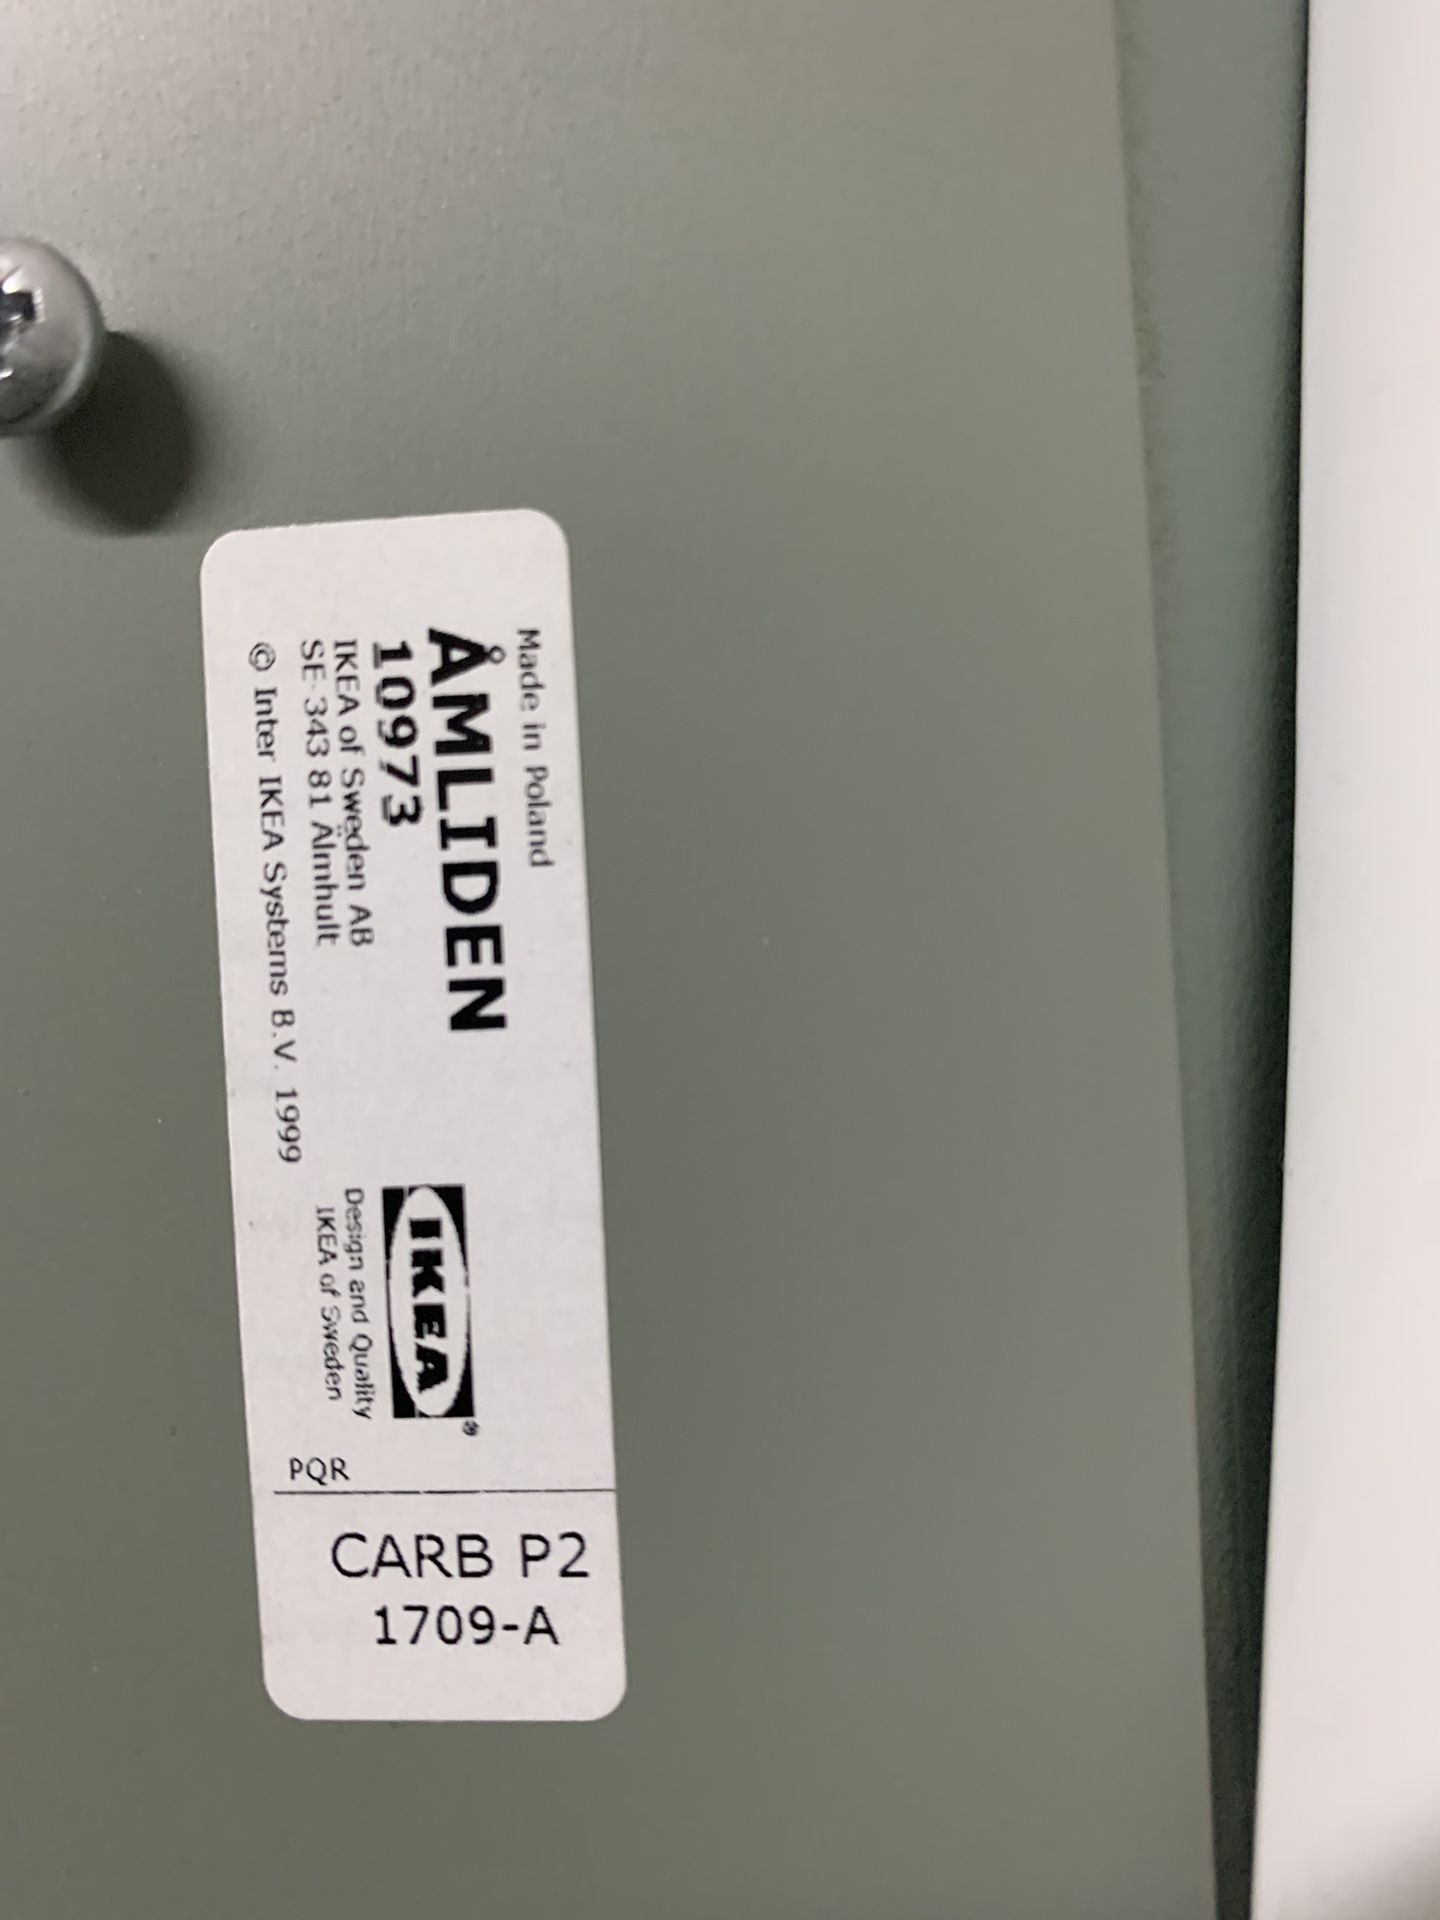 Made in Poland
ÅMLIDEN
10973
IKEA of Sweden AB
SE-343 81 Älmhult
© Inter IKEA Systems B.V. 1999
IKEA®
Design and Quality
IKEA of Sweden
PQR
CARB P2
1709-A